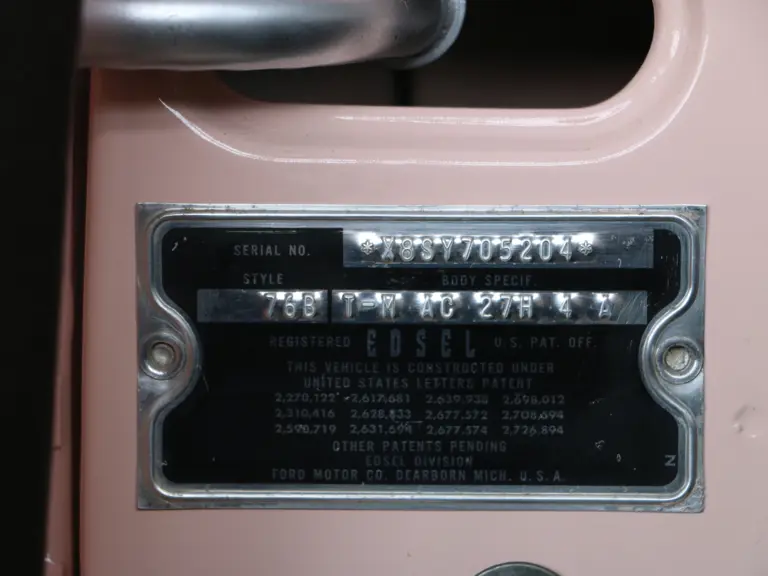 SERIAL NO. *X8SY705204*
STYLE BODY SPECIF.
76B T-M AC 27H 4 A
REGISTERED EDSEL U.S. PAT. OFF.
THIS VEHICLE IS CONSTRUCTED UNDER
UNITED STATES LETTERS PATENT
2,270,122 2,617,681 2,639,938 2,698,012
2,310,416 2,628,833 2,677,572 2,708,694
2,598,719 2,631,694 2,677,574 2,726,894
OTHER PATENTS PENDING
EDSEL DIVISION
FORD MOTOR CO. DEARBORN MICH. U.S.A.
N